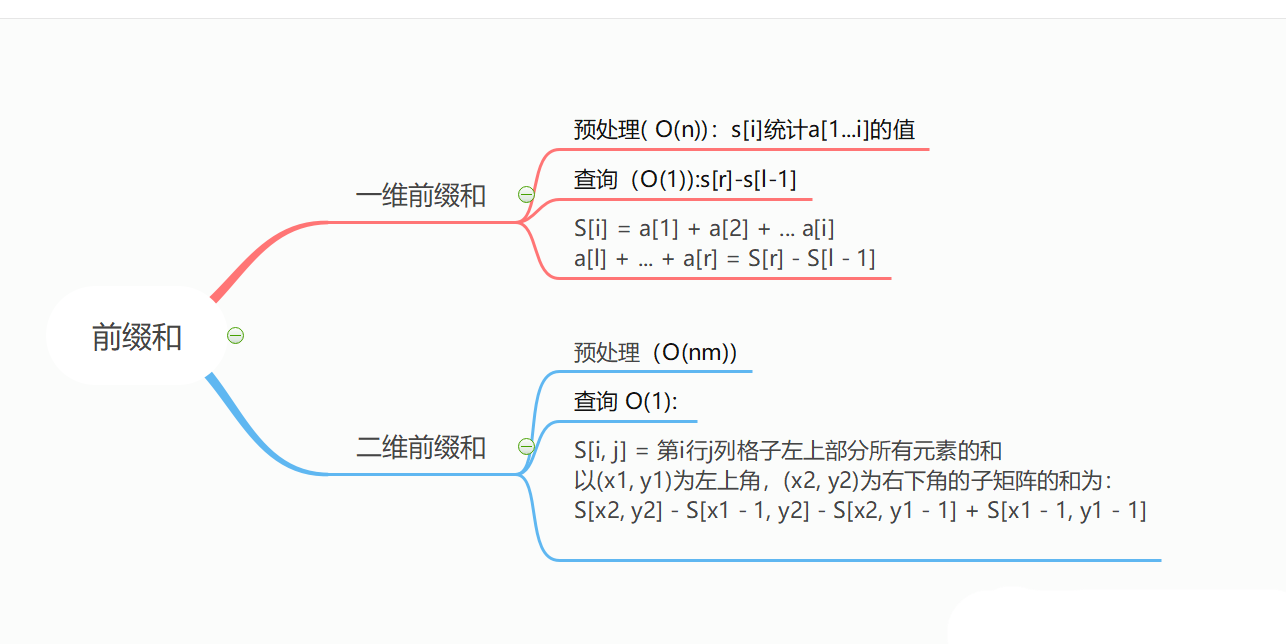 前缀和
一维前缀和
预处理( O(n))：s[i]统计a[1...i]的值
查询（O(1)):s[r]-s[l-1]
S[i] = a[1] + a[2] + ... a[i]
a[l] + ... + a[r] = S[r] - S[l - 1]
二维前缀和
预处理（O(nm))
查询 O(1):
S[i, j] = 第i行j列格子左上部分所有元素的和
以(x1, y1)为左上角，(x2, y2)为右下角的子矩阵的和为：
S[x2, y2] - S[x1 - 1, y2] - S[x2, y1 - 1] + S[x1 - 1, y1 - 1]